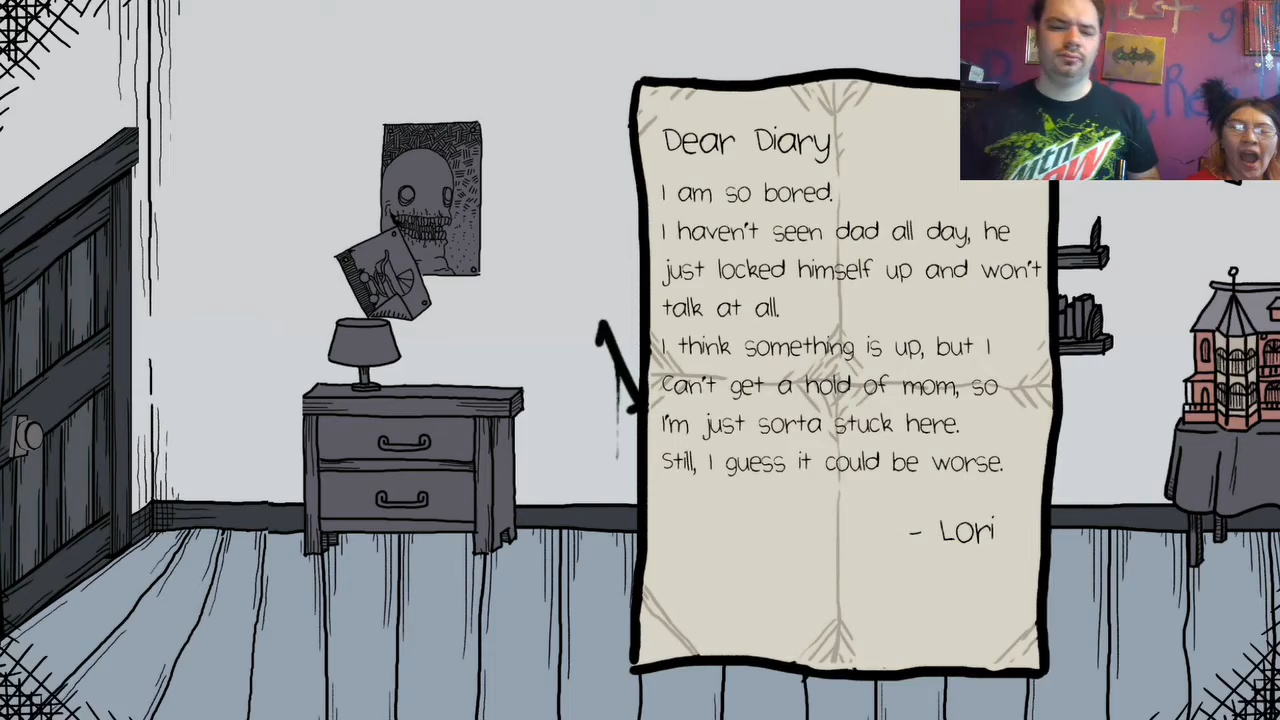 Dear Diary
I am so bored.
I haven't seen dad all day, he
just locked himself up and won't
talk at all.
I think something is up, but I
Can't get a hold of mom, so
I'm just sorta stuck here.
Still, I guess it could be worse.
- Lori
mtn